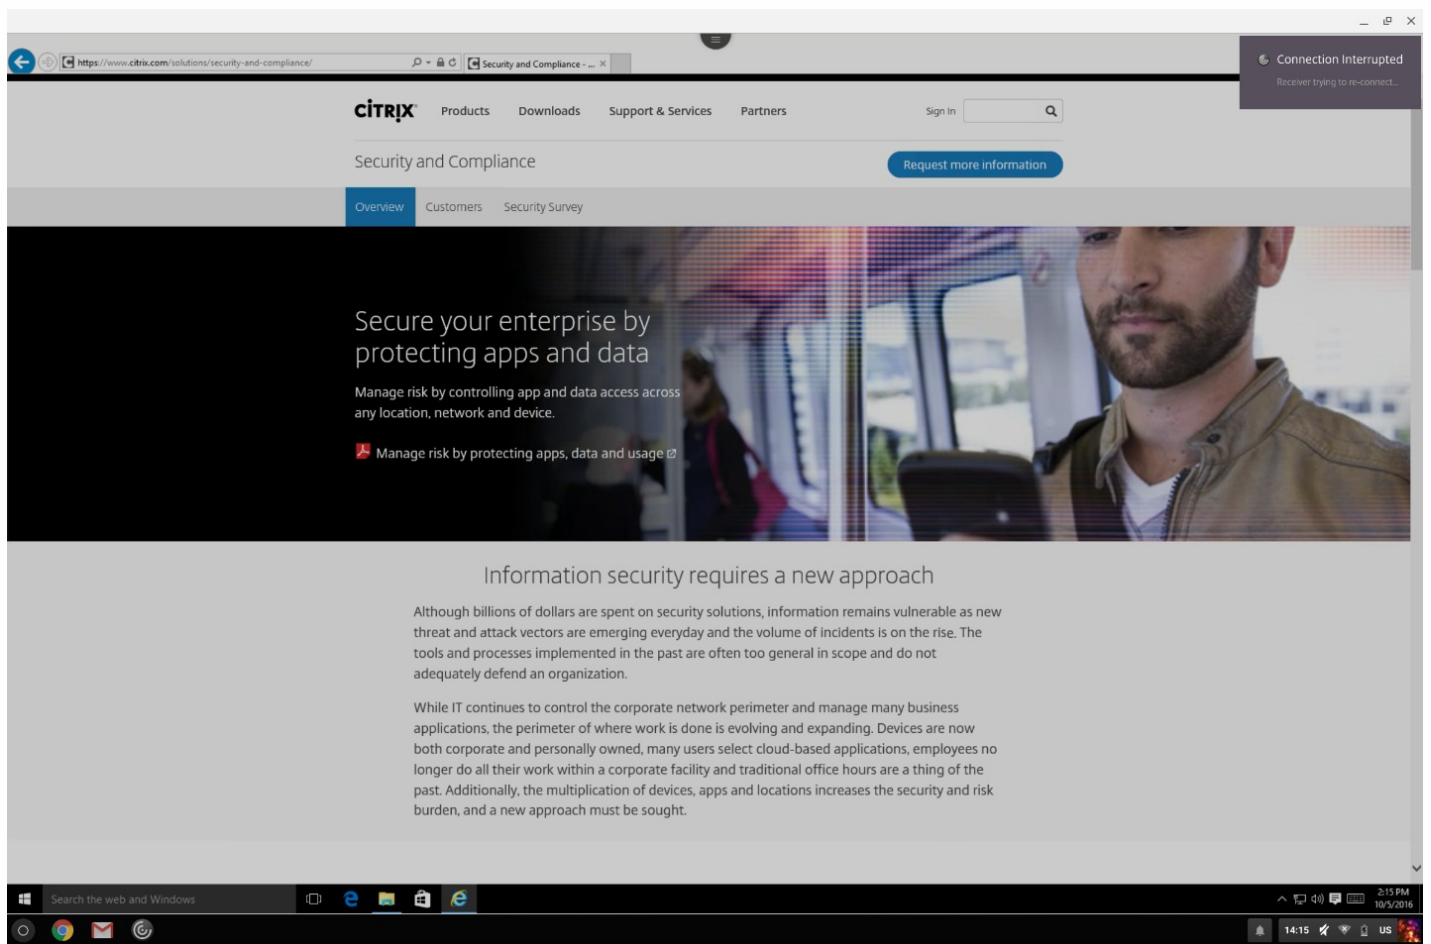 https://www.citrix.com/solutions/security-and-compliance/
Security and Compliance - ...
Connection Interrupted
Receiver trying to re-connect...
CİTRỊX
Products
Downloads
Support & Services
Partners
Sign In
Security and Compliance
Request more information
Overview
Customers
Security Survey
Secure your enterprise by
protecting apps and data
Manage risk by controlling app and data access across
any location, network and device.
Manage risk by protecting apps, data and usage
Information security requires a new approach
Although billions of dollars are spent on security solutions, information remains vulnerable as new
threat and attack vectors are emerging everyday and the volume of incidents is on the rise. The
tools and processes implemented in the past are often too general in scope and do not
adequately defend an organization.
While IT continues to control the corporate network perimeter and manage many business
applications, the perimeter of where work is done is evolving and expanding. Devices are now
both corporate and personally owned, many users select cloud-based applications, employees no
longer do all their work within a corporate facility and traditional office hours are a thing of the
past. Additionally, the multiplication of devices, apps and locations increases the security and risk
burden, and a new approach must be sought.
Search the web and Windows
2:15 PM
10/5/2016
14:15
US